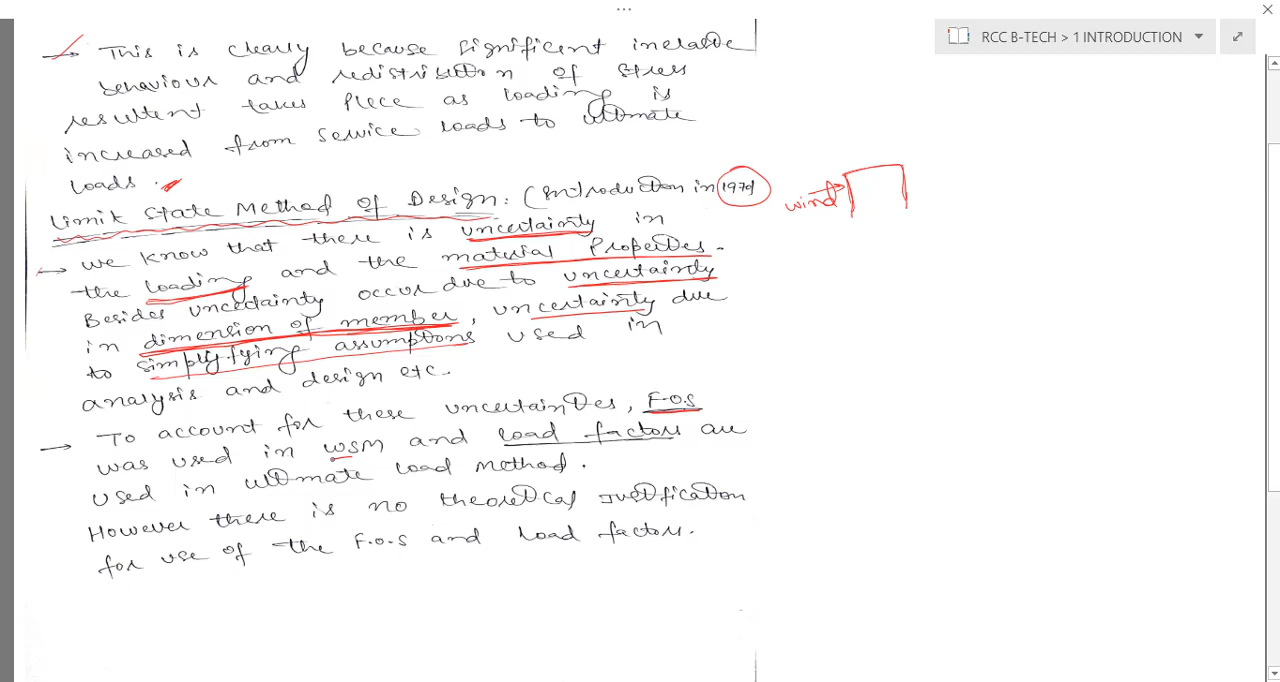 RCC B-TECH > 1 INTRODUCTION
→ This is clearly because significent inelastic
behaviour and redistribution of stress
resultent takes place as loading is
increased from service loads to ultimate
loads.
Limit State Method of Design: (Introduction in 1970)
wind
→ we know that there is uncertainty in
the loading and the material Properties.
Besides uncertainty occur due to uncertainty
in dimension of member, uncertainty due
to simplifying assumptions used in
analysis and design etc.
→ To account for these uncertainties, F.O.S
was used in WSM and load factors are
used in ultimate load method.
However there is no theoretical justification
for use of the F.O.S and load factors.